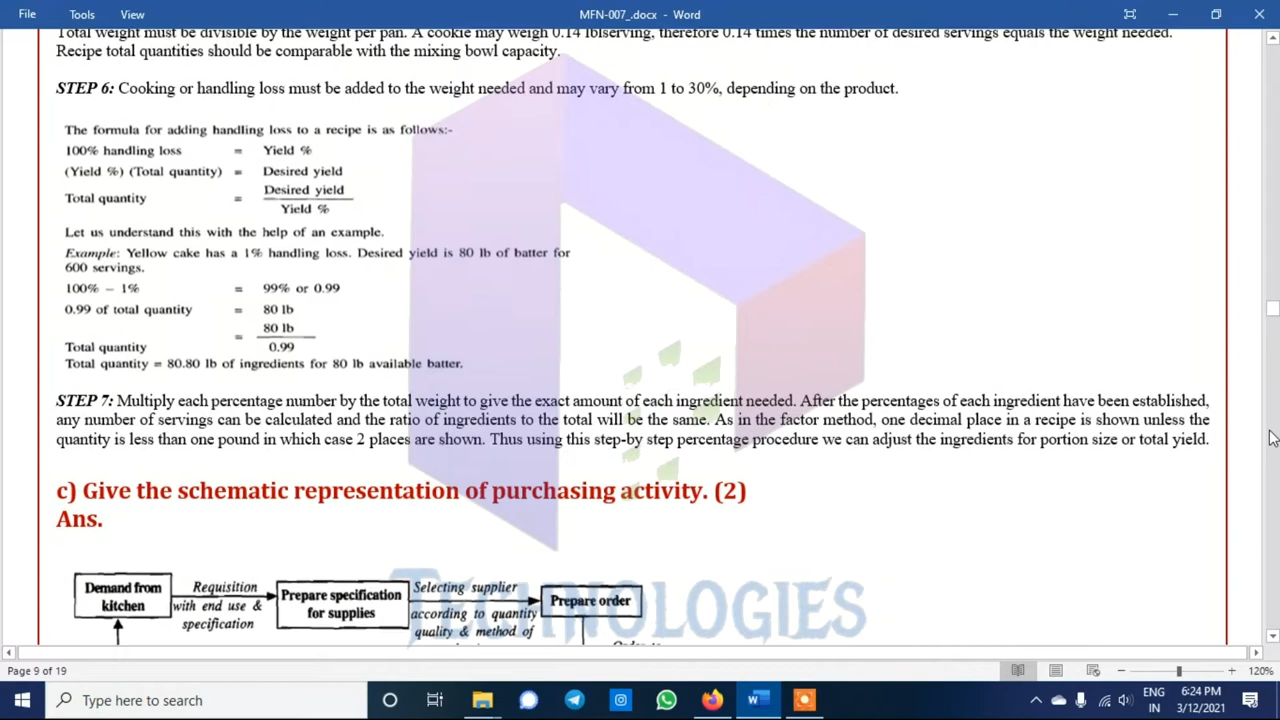 File Tools View MFN-007_.docx - Word
Total weight must be divisible by the weight per pan. A cookie may weigh 0.14 lblserving, therefore 0.14 times the number of desired servings equals the weight needed.
Recipe total quantities should be comparable with the mixing bowl capacity.
STEP 6: Cooking or handling loss must be added to the weight needed and may vary from 1 to 30%, depending on the product.
The formula for adding handling loss to a recipe is as follows:-
100% handling loss = Yield %
(Yield %) (Total quantity) = Desired yield
Total quantity = Desired yield
Yield %
Let us understand this with the help of an example.
Example: Yellow cake has a 1% handling loss. Desired yield is 80 lb of batter for
600 servings.
100% – 1% = 99% or 0.99
0.99 of total quantity = 80 lb
= 80 lb
Total quantity 0.99
Total quantity = 80.80 lb of ingredients for 80 lb available batter.
STEP 7: Multiply each percentage number by the total weight to give the exact amount of each ingredient needed. After the percentages of each ingredient have been established,
any number of servings can be calculated and the ratio of ingredients to the total will be the same. As in the factor method, one decimal place in a recipe is shown unless the
quantity is less than one pound in which case 2 places are shown. Thus using this step-by step percentage procedure we can adjust the ingredients for portion size or total yield.
c) Give the schematic representation of purchasing activity. (2)
Ans.
Demand from
kitchen
Requisition
with end use &
specification
Prepare specification
for supplies
Selecting supplier
according to quantity
quality & method of
Prepare order
TECHNOLOGIES
Page 9 of 19
120%
Type here to search
ENG
IN
6:24 PM
3/12/2021